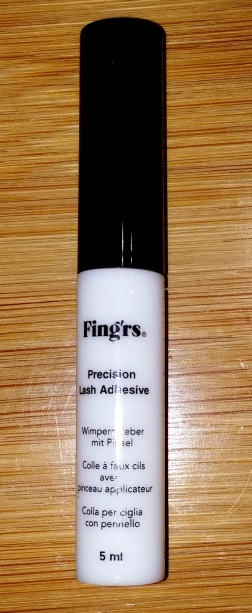 Fing'rs®
Precision
Lash Adhesive
Wimpernkleber
mit Pinsel
Colle à faux cils
avec
pinceau applicateur
Colla per ciglia
con pennello
5 ml